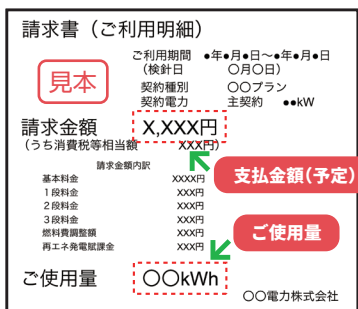 請求書（ご利用明細）
ご利用期間 ●年●月●日～●年●月●日
（検針日 〇月〇日）
見本
契約種別 〇〇プラン
契約電力 主契約 ●●kW
請求金額 X,XXX円
（うち消費税等相当額 XXX円）
請求金額内訳
支払金額（予定）
基本料金 XXXX円
1段料金 XXX円
2段料金 XXX円
3段料金 XXX円
燃料費調整額 XXX円
再エネ発電賦課金 XXX円
ご使用量
ご使用量 〇〇kWh
〇〇電力株式会社